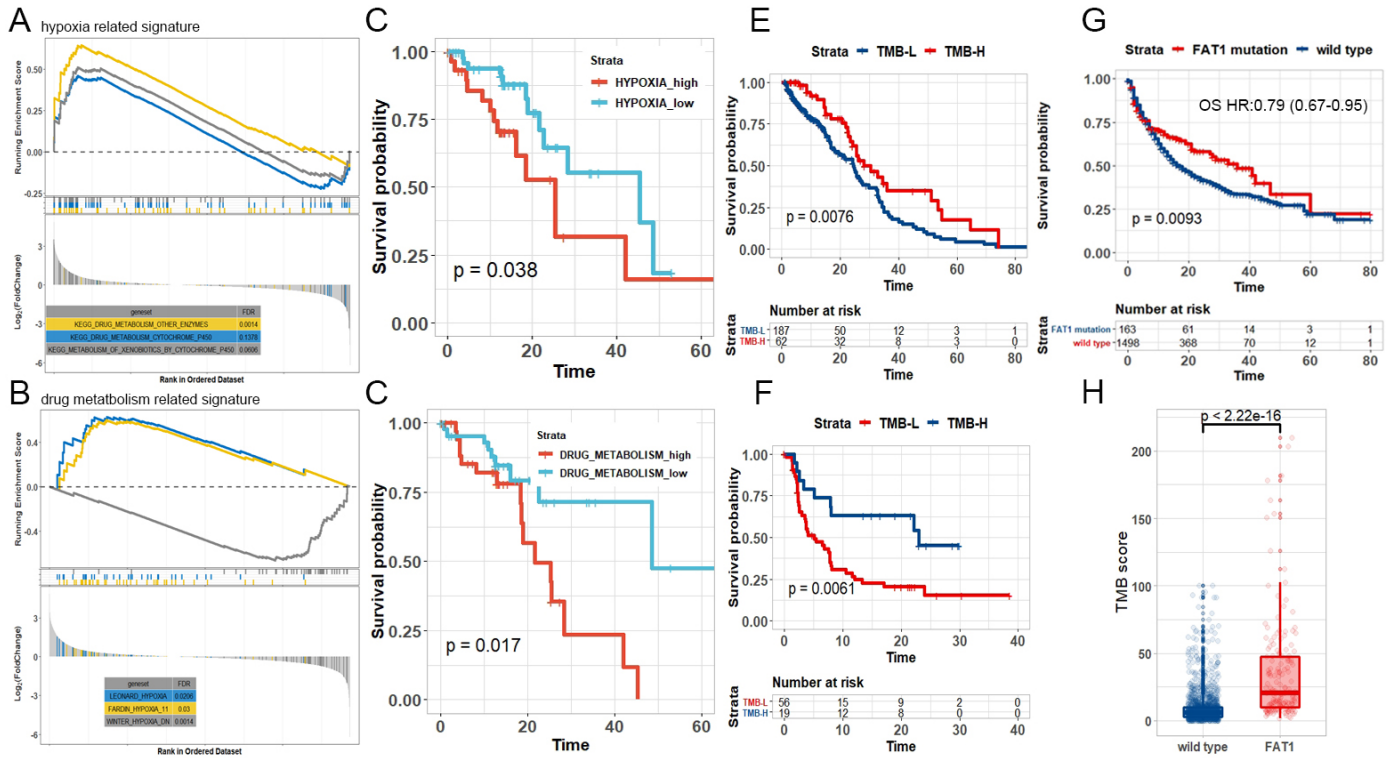 A hypoxia related signature
Running Enrichment Score
0.50
0.25
0.00
-0.25
Log2(FoldChange)
3
0
-3
-6
geneset FDR
KEGG_DRUG_METABOLISM_OTHER_ENZYMES 0.0014
KEGG_DRUG_METABOLISM_CYTOCHROME_P450 0.1378
KEGG_METABOLISM_OF_XENOBIOTICS_BY_CYTOCHROME_P450 0.0606
Rank in Ordered Dataset
B drug metatbolism related signature
Running Enrichment Score
0.4
0.0
-0.4
Log2(FoldChange)
3
0
-3
-6
geneset FDR
LEONARD_HYPOXIA 0.0206
FARDIN_HYPOXIA_11 0.03
WINTER_HYPOXIA_DN 0.0014
Rank in Ordered Dataset
C
Survival probability
1.00
0.75
0.50
0.25
0.00
Strata
HYPOXIA_high
HYPOXIA_low
p = 0.038
0 20 40 60
Time
C
Survival probability
1.00
0.75
0.50
0.25
0.00
Strata
DRUG_METABOLISM_high
DRUG_METABOLISM_low
p = 0.017
0 20 40 60
Time
E
Strata TMB-L TMB-H
Survival probability
1.00
0.75
0.50
0.25
0.00
p = 0.0076
0 20 40 60 80
Time
Number at risk
Strata
TMB-L 187 50 12 3 1
TMB-H 62 32 8 3 0
0 20 40 60 80
Time
F
Strata TMB-L TMB-H
Survival probability
1.00
0.75
0.50
0.25
0.00
p = 0.0061
0 10 20 30 40
Time
Number at risk
Strata
TMB-L 56 15 9 2 0
TMB-H 19 12 8 0 0
0 10 20 30 40
Time
G
Strata FAT1 mutation wild type
Survival probability
1.00
0.75
0.50
0.25
0.00
OS HR:0.79 (0.67-0.95)
p = 0.0093
0 20 40 60 80
Time
Number at risk
Strata
FAT1 mutation 163 61 14 3 1
wild type 1498 368 70 12 1
0 20 40 60 80
Time
H
TMB score
p < 2.22e-16
200
150
100
50
0
wild type FAT1